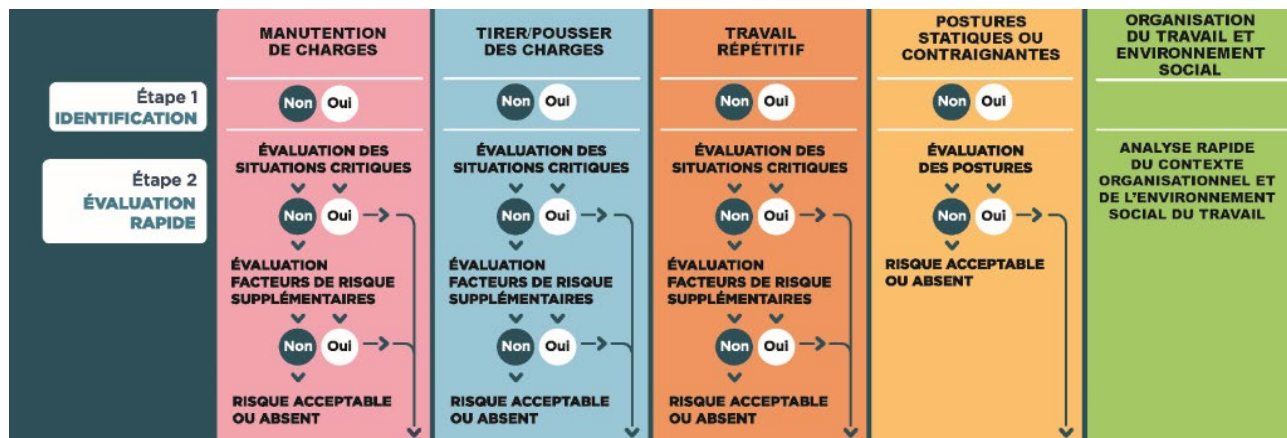 MANUTENTION
DE CHARGES
TIRER/POUSSER
DES CHARGES
TRAVAIL
RÉPÉTITIF
POSTURES
STATIQUES OU
CONTRAIGNANTES
ORGANISATION
DU TRAVAIL ET
ENVIRONNEMENT
SOCIAL
Étape 1
IDENTIFICATION
Non Oui
Non Oui
Non Oui
Non Oui
Étape 2
ÉVALUATION
RAPIDE
ÉVALUATION DES
SITUATIONS CRITIQUES
Non Oui
ÉVALUATION
FACTEURS DE RISQUE
SUPPLÉMENTAIRES
Non Oui
RISQUE ACCEPTABLE
OU ABSENT
ÉVALUATION DES
SITUATIONS CRITIQUES
Non Oui
ÉVALUATION
FACTEURS DE RISQUE
SUPPLÉMENTAIRES
Non Oui
RISQUE ACCEPTABLE
OU ABSENT
ÉVALUATION DES
SITUATIONS CRITIQUES
Non Oui
ÉVALUATION
FACTEURS DE RISQUE
SUPPLÉMENTAIRES
Non Oui
RISQUE ACCEPTABLE
OU ABSENT
ÉVALUATION
DES POSTURES
Non Oui
RISQUE ACCEPTABLE
OU ABSENT
ANALYSE RAPIDE
DU CONTEXTE
ORGANISATIONNEL ET
DE L'ENVIRONNEMENT
SOCIAL DU TRAVAIL